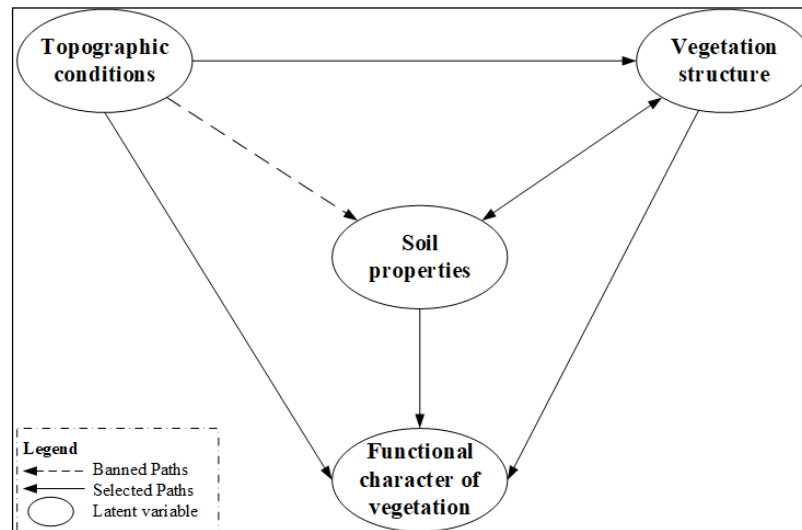 Topographic
conditions
Vegetation
structure
Soil
properties
Functional
character of
vegetation
Legend
Banned Paths
Selected Paths
Latent variable